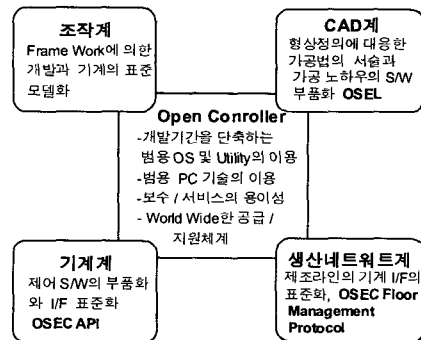 조작계
Frame Work에 의한
개발과 기계의 표준
모델화
CAD계
형상정의에 대응한
가공법의 서술과
가공 노하우의 S/W
부품화 OSEL
Open Conroller
-개발기간을 단축하는
범용OS 및 Utility의 이용
-범용 PC 기술의 이용
-보수 / 서비스의 용이성
- World Wide한 공급 /
지원체계
기계계
제어 S/W의 부품화
와 I/F 표준화
OSEC API
생산네트워크계
제조라인의 기계 I/F의
표준화, OSEC Floor
Management
Protocol